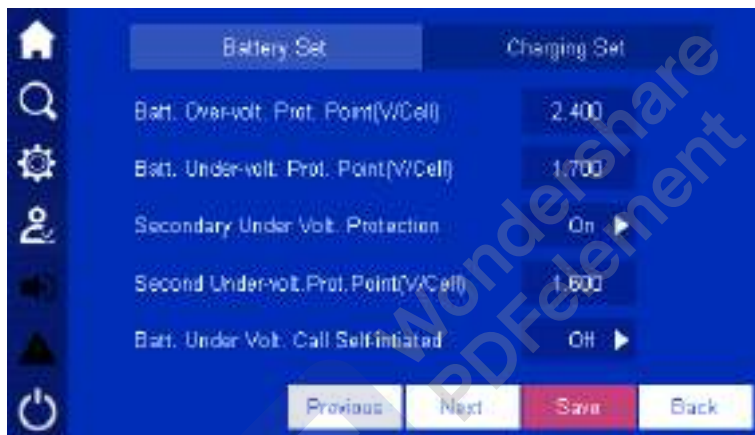 Battery Set Charging Set
Batt. Over-volt. Prot. Point(V/Cell) 2.400
Batt. Under-volt. Prot. Point(V/Cell) 1.700
Secondary Under Volt. Protection On
Second Under-volt.Prot.Point(V/Cell) 1.600
Batt. Under Volt. Call Self-intiated Off
Previous Next Save Back
Wondershare
PDFelement